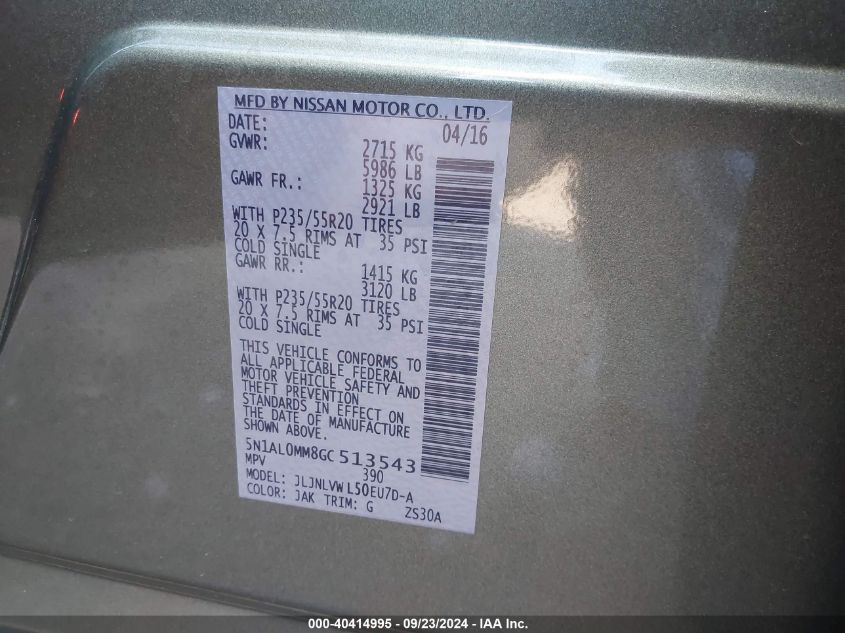 MFD BY NISSAN MOTOR CO., LTD.
DATE: 04/16
GVWR: 2715 KG
5986 LB
GAWR FR.: 1325 KG
2921 LB
WITH P235/55R20 TIRES
20 X 7.5 RIMS AT 35 PSI
COLD SINGLE
GAWR RR.: 1415 KG
3120 LB
WITH P235/55R20 TIRES
20 X 7.5 RIMS AT 35 PSI
COLD SINGLE
THIS VEHICLE CONFORMS TO
ALL APPLICABLE FEDERAL
MOTOR VEHICLE SAFETY AND
THEFT PREVENTION
STANDARDS IN EFFECT ON
THE DATE OF MANUFACTURE
SHOWN ABOVE.
5N1AL0MM8GC 513543
MPV 390
MODEL: JLJNLVW L50EU7D-A
COLOR: JAK TRIM: G ZS30A
000-40414995 - 09/23/2024 - IAAI.com